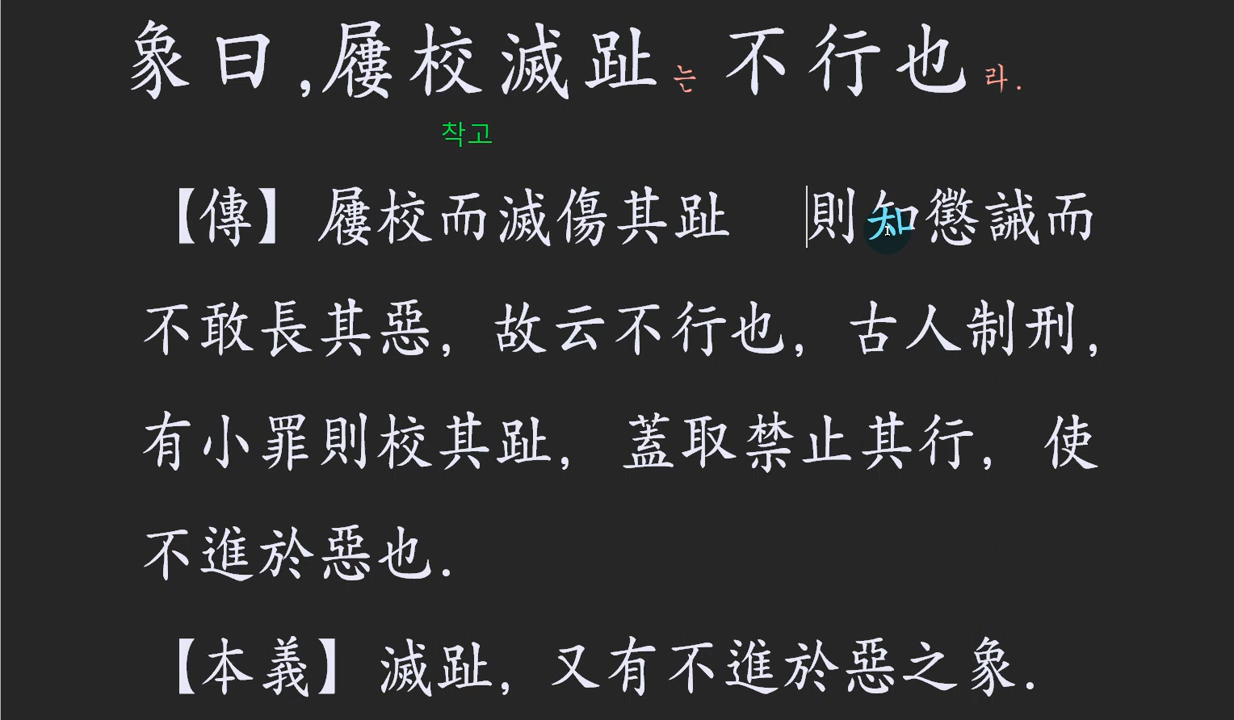 象曰,屨校滅趾는 不行也라.
착고
【傳】屨校而滅傷其趾 則知懲誡而
不敢長其惡, 故云不行也, 古人制刑,
有小罪則校其趾, 蓋取禁止其行, 使
不進於惡也.
【本義】滅趾, 又有不進於惡之象.